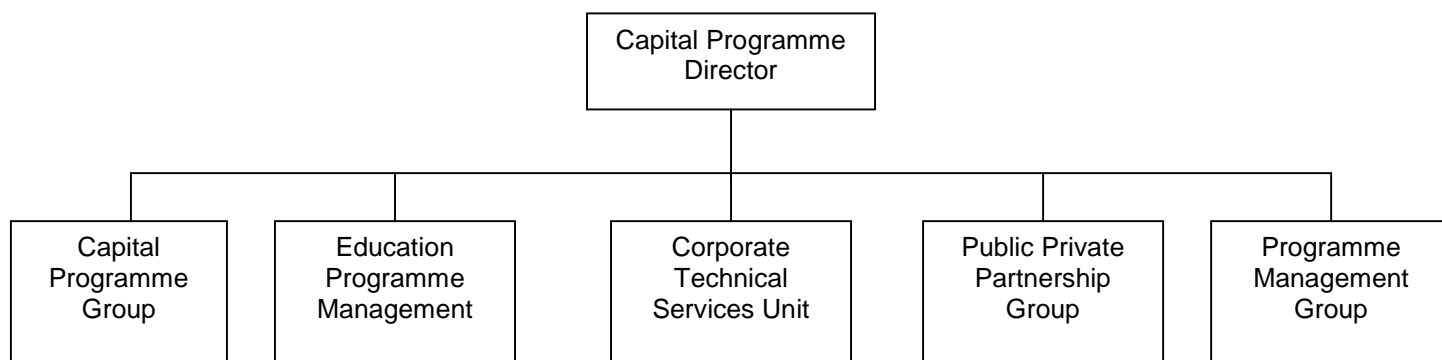 Capital Programme
Director
Capital
Programme
Group
Education
Programme
Management
Corporate
Technical
Services Unit
Public Private
Partnership
Group
Programme
Management
Group